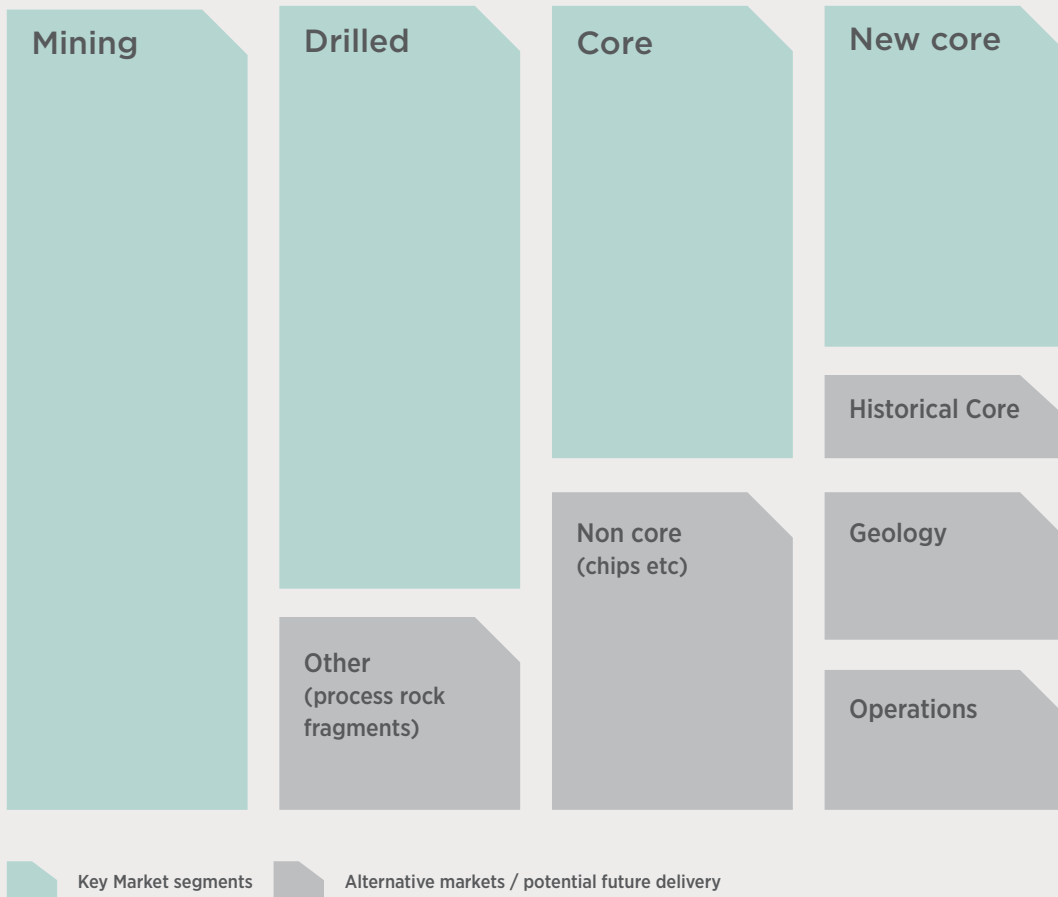 Mining
Drilled
Core
New core
Historical Core
Non core
(chips etc)
Geology
Other
(process rock
fragments)
Operations
Key Market segments
Alternative markets / potential future delivery